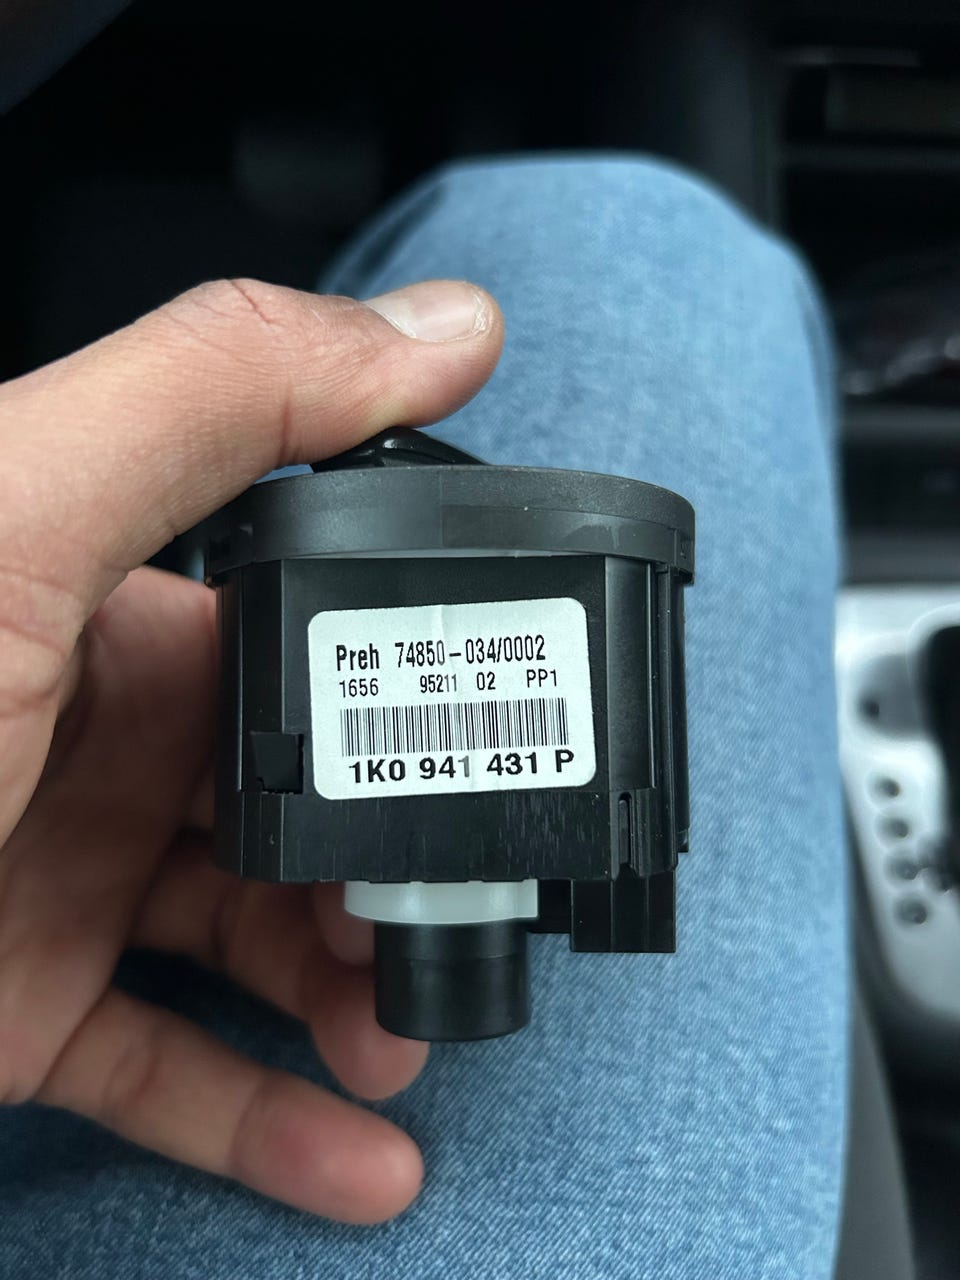 Preh 74850-034/0002
1656 95211 02 PP1
1K0 941 431 P